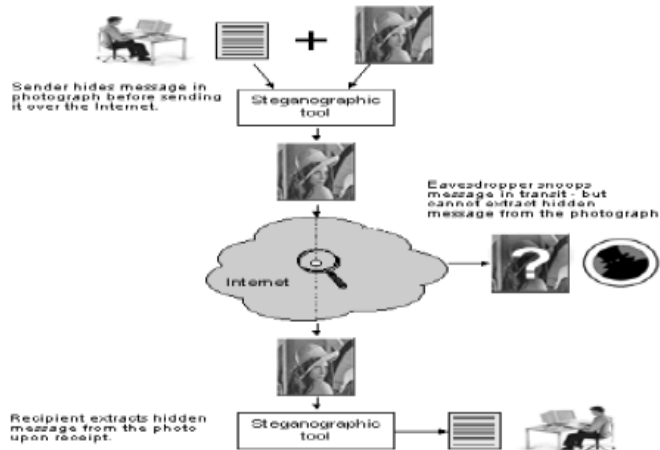 Sender hides message in
photograph before sending
it over the Internet.
Steganographic
tool
Eavesdropper snoops
message in transit - but
cannot extract hidden
message from the photograph
?
Internet
Recipient extracts hidden
message from the photo
upon receipt.
Steganographic
tool